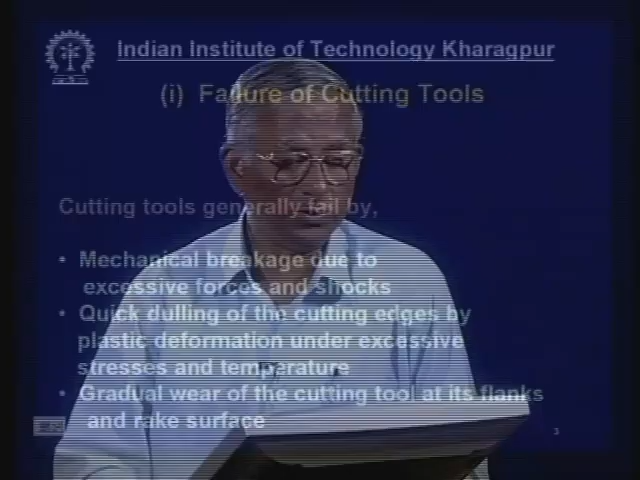 Indian Institute of Technology Kharagpur
(i) Failure of Cutting Tools
Cutting tools generally fail by,
• Mechanical breakage due to
excessive forces and shocks
• Quick dulling of the cutting edges by
plastic deformation under excessive
stresses and temperature
• Gradual wear of the cutting tool at its flanks
and rake surface
3